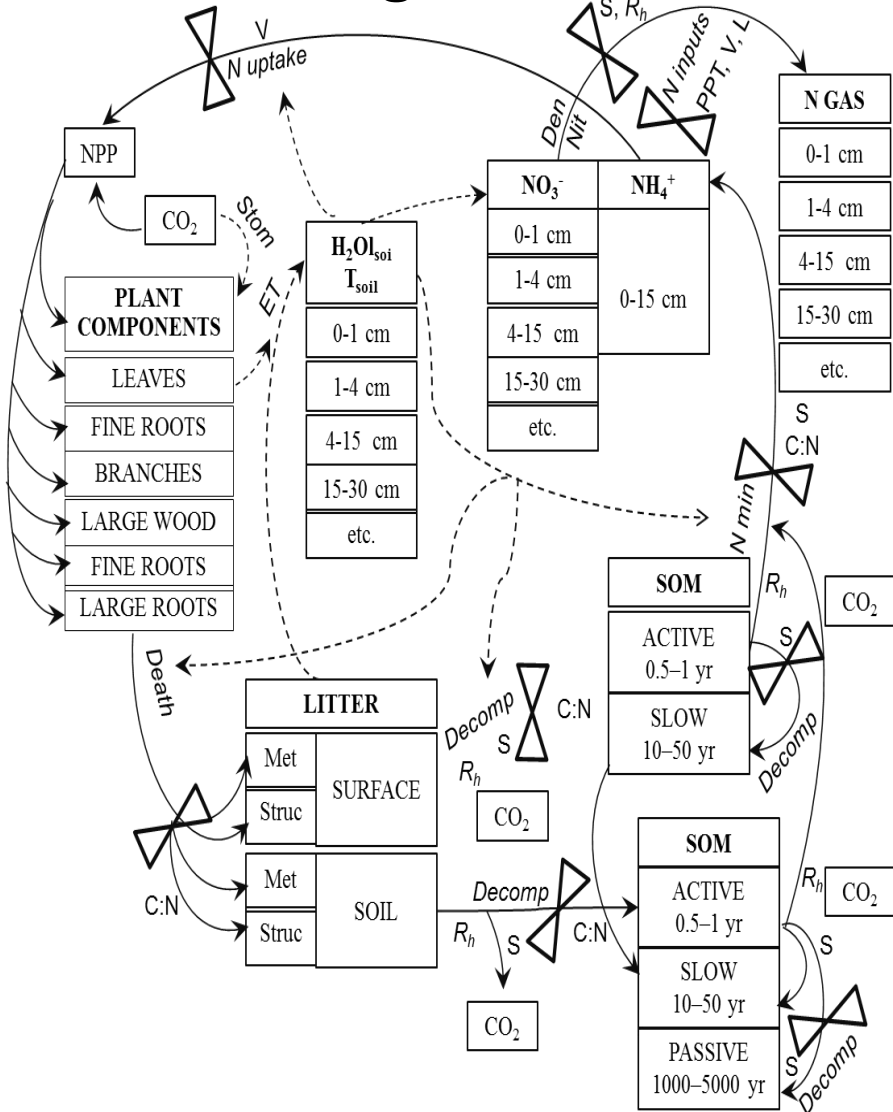 S, Rh
V
N uptake
N inputs
PPT, V, L
Den
Nit
N GAS
0-1 cm
1-4 cm
4-15 cm
15-30 cm
etc.
NPP
CO2
Stom
ET
H2Olsoi
Tsoil
0-1 cm
1-4 cm
4-15 cm
15-30 cm
etc.
NO3-
0-1 cm
1-4 cm
4-15 cm
15-30 cm
etc.
NH4+
0-15 cm
PLANT
COMPONENTS
LEAVES
FINE ROOTS
BRANCHES
LARGE WOOD
FINE ROOTS
LARGE ROOTS
Death
S
C:N
N min
Rh
CO2
SOM
ACTIVE
0.5–1 yr
SLOW
10–50 yr
S
Decomp
LITTER
Met
Struc
SURFACE
Met
Struc
SOIL
C:N
Decomp
S
C:N
Rh
CO2
Decomp
Rh
S
C:N
CO2
SOM
ACTIVE
0.5–1 yr
SLOW
10–50 yr
PASSIVE
1000–5000 yr
Rh
CO2
S
S
Decomp